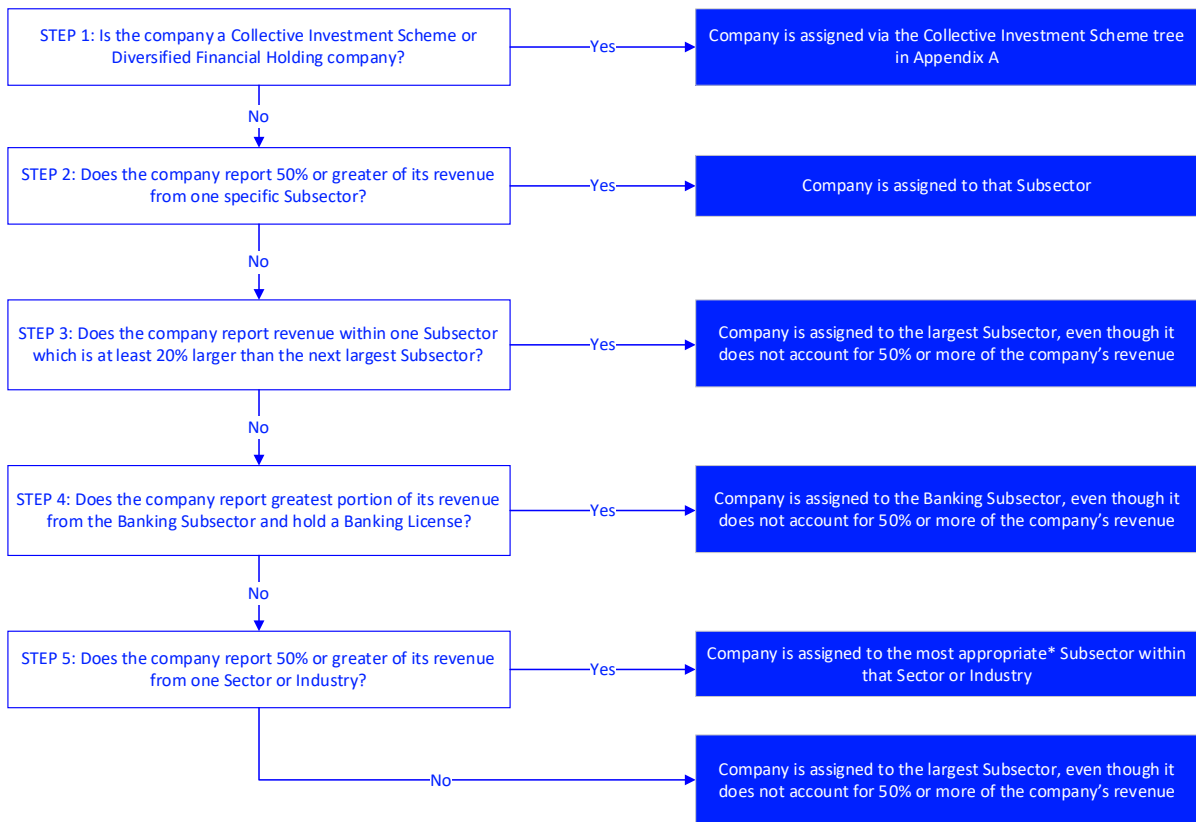 STEP 1: Is the company a Collective Investment Scheme or
Diversified Financial Holding company?
Yes
Company is assigned via the Collective Investment Scheme tree
in Appendix A
No
STEP 2: Does the company report 50% or greater of its revenue
from one specific Subsector?
Yes
Company is assigned to that Subsector
No
STEP 3: Does the company report revenue within one Subsector
which is at least 20% larger than the next largest Subsector?
Yes
Company is assigned to the largest Subsector, even though it
does not account for 50% or more of the company’s revenue
No
STEP 4: Does the company report greatest portion of its revenue
from the Banking Subsector and hold a Banking License?
Yes
Company is assigned to the Banking Subsector, even though it
does not account for 50% or more of the company’s revenue
No
STEP 5: Does the company report 50% or greater of its revenue
from one Sector or Industry?
Yes
Company is assigned to the most appropriate* Subsector within
that Sector or Industry
No
Company is assigned to the largest Subsector, even though it
does not account for 50% or more of the company’s revenue